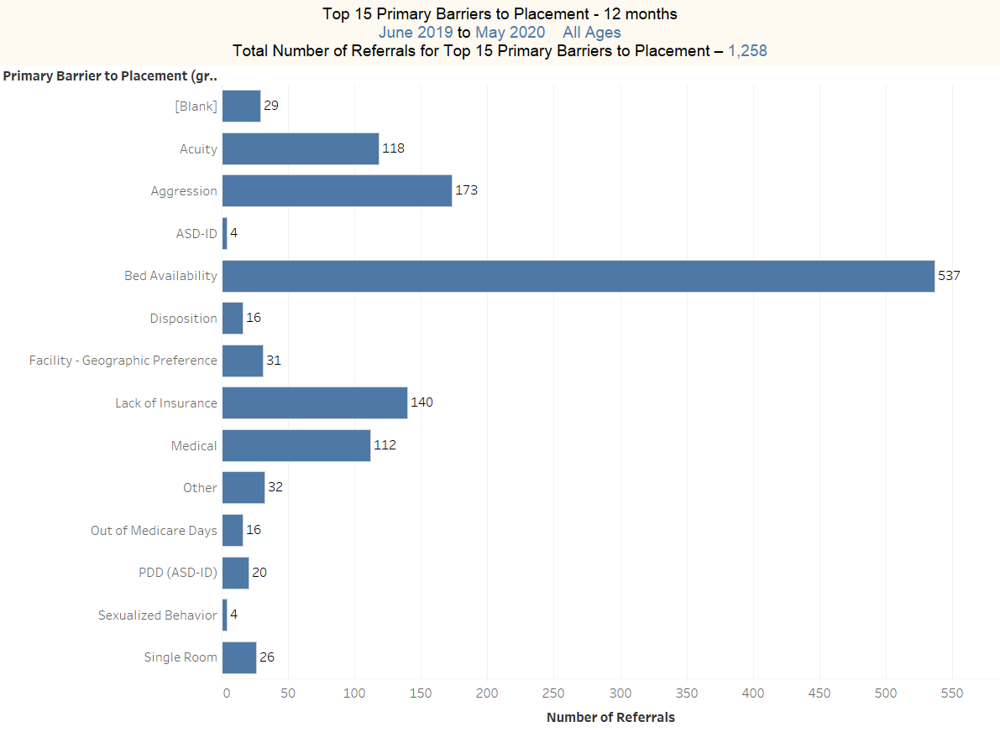 Top 15 Primary Barriers to Placement - 12 months
June 2019 to May 2020 All Ages
Total Number of Referrals for Top 15 Primary Barriers to Placement – 1,258
Primary Barrier to Placement (gr..
[Blank] 29
Acuity 118
Aggression 173
ASD-ID 4
Bed Availability 537
Disposition 16
Facility - Geographic Preference 31
Lack of Insurance 140
Medical 112
Other 32
Out of Medicare Days 16
PDD (ASD-ID) 20
Sexualized Behavior 4
Single Room 26
0 50 100 150 200 250 300 350 400 450 500 550
Number of Referrals